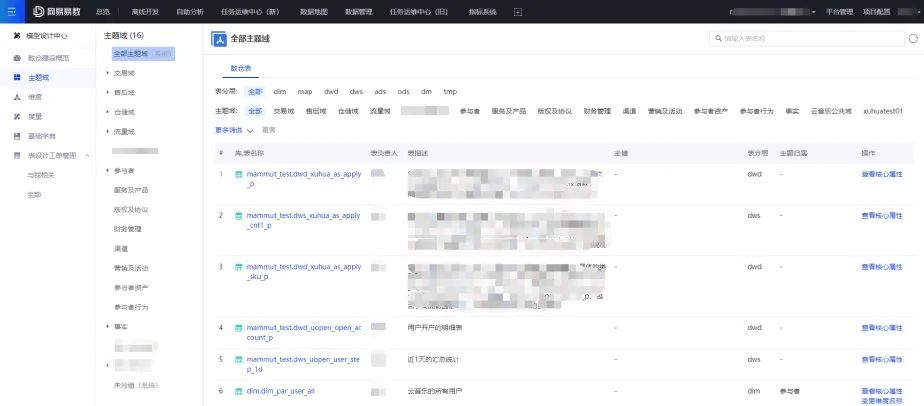 网易易数
总览
离线开发
自助分析
任务运维中心（新）
数据地图
数据管理
任务运维中心（旧）
指标系统
平台管理
项目配置
模型设计中心
数仓建设概览
主题域
维度
度量
基础字典
表设计工单管理
与我相关
全部
主题域 (16)
全部主题域（系统）
交易域
售后域
仓储域
流量域
参与者
服务及产品
版权及协议
财务管理
渠道
营销及活动
参与者资产
参与者行为
事实
未分组（系统）
全部主题域
请输入表名称
数仓表
表分层: 全部 dim map dwd dws ads ods dm tmp
主题域: 全部 交易域 售后域 仓储域 流量域 参与者 服务及产品 版权及协议 财务管理 渠道 营销及活动 参与者资产 参与者行为 事实 云音乐公共域 xuhuatest01
更多筛选 重置
# 库.表名称 表负责人 表描述 主键 表分层 主题归属 操作
1 mammut_test.dwd_xuhua_as_apply - dwd 查看核心属性
_p
2 mammut_test.dws_xuhua_as_apply - dws 查看核心属性
_cnt1_p
3 mammut_test.dwd_xuhua_as_apply - dwd 查看核心属性
_sku_p
4 mammut_test.dwd_uopen_open_ac 用户开户的明细表 - dwd 查看核心属性
count_p
5 mammut_test.dws_uopen_user_ste 近1天的汇总统计 - dws 查看核心属性
p_1d
6 dim.dim_par_user_all 云音乐的所有用户 - dim 参与者 查看核心属性
变更维度名称